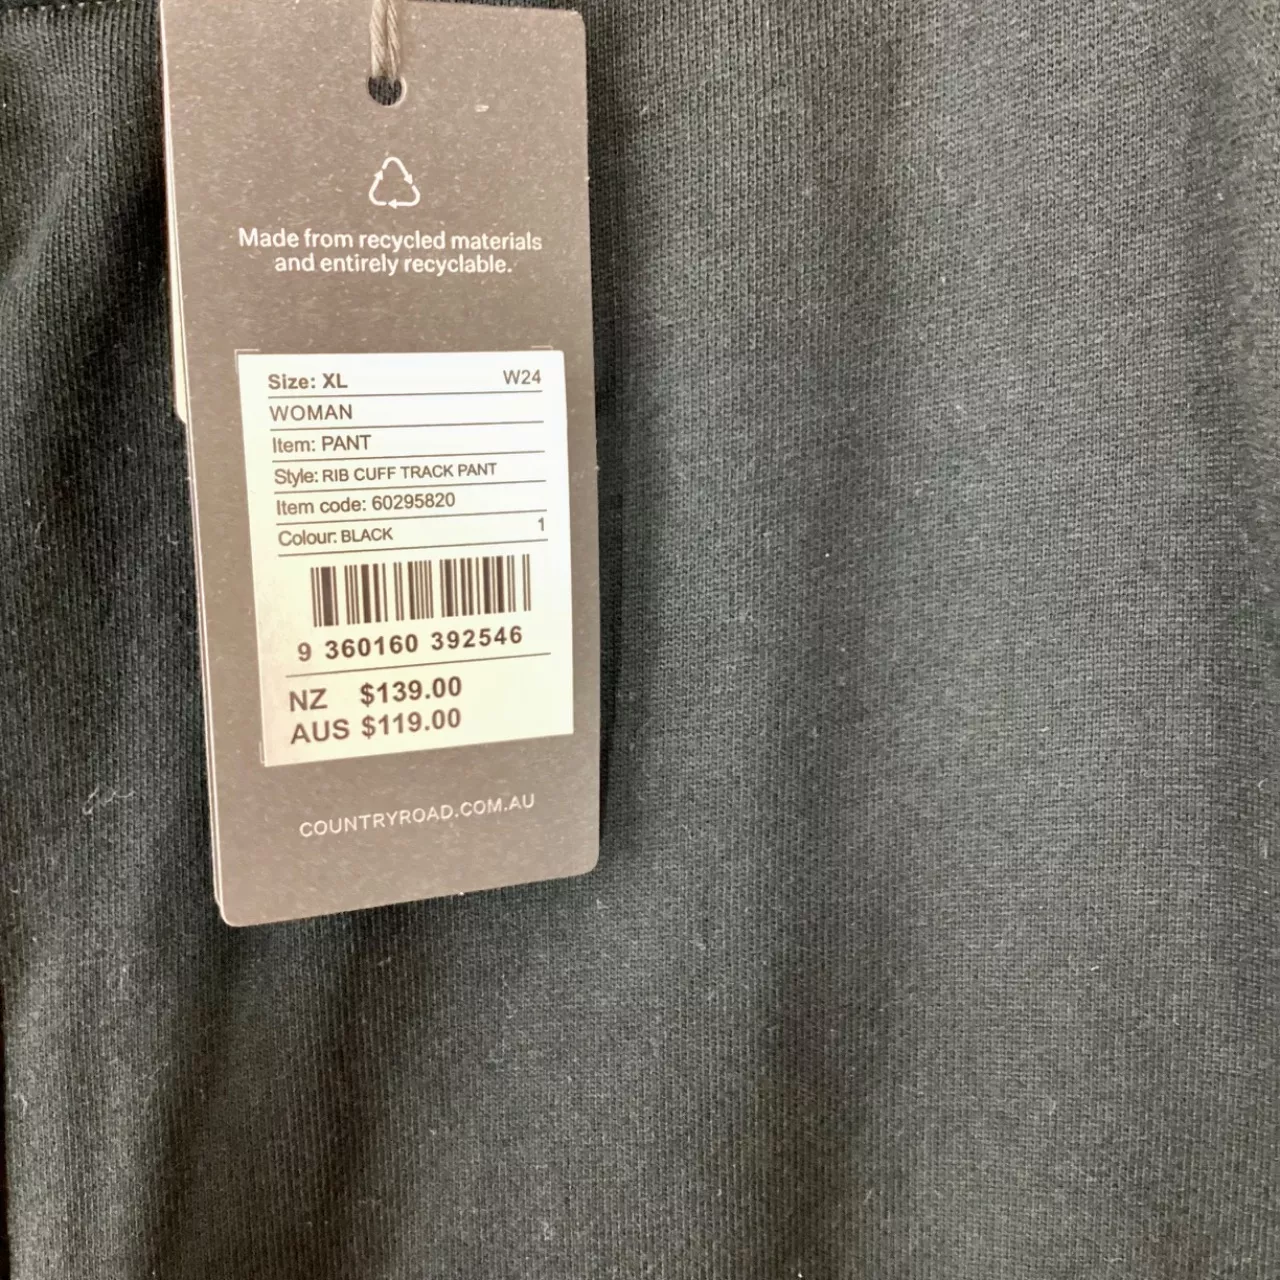 Made from recycled materials
and entirely recyclable.
Size: XL W24
WOMAN
Item: PANT
Style: RIB CUFF TRACK PANT
Item code: 60295820
Colour: BLACK 1
9 360160 392546
NZ $139.00
AUS $119.00
COUNTRYROAD.COM.AU